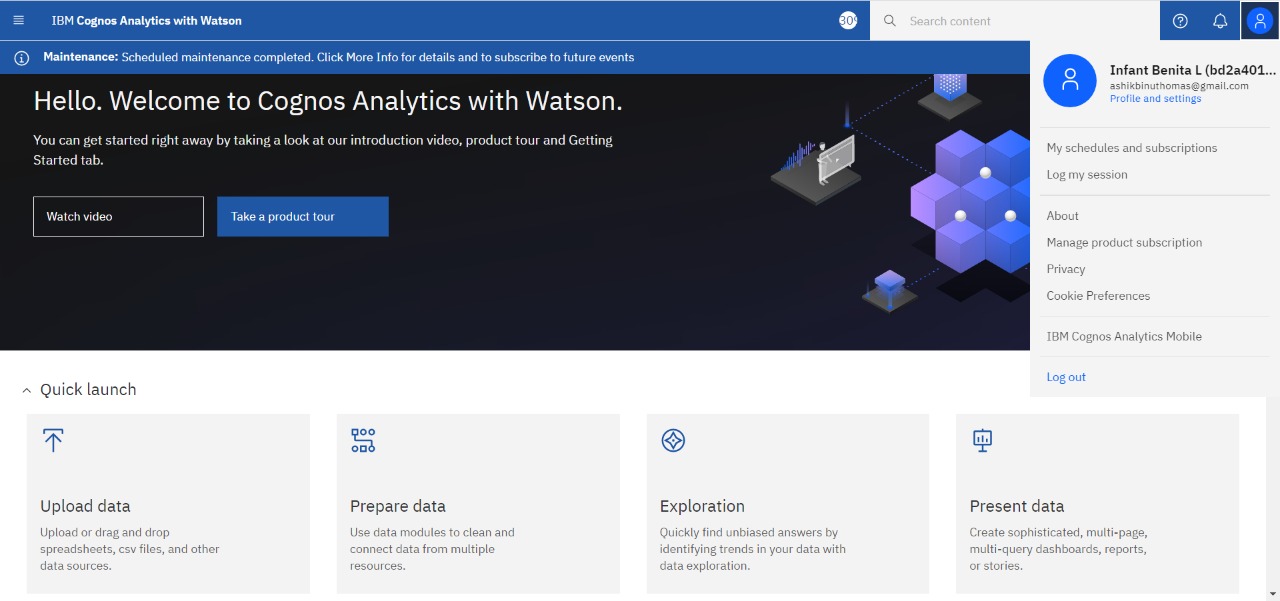 IBM Cognos Analytics with Watson
30
Search content
Maintenance: Scheduled maintenance completed. Click More Info for details and to subscribe to future events
Infant Benita L (bd2a401...
ashikbinuthomas@gmail.com
Profile and settings
Hello. Welcome to Cognos Analytics with Watson.
You can get started right away by taking a look at our introduction video, product tour and Getting
Started tab.
Watch video
Take a product tour
My schedules and subscriptions
Log my session
About
Manage product subscription
Privacy
Cookie Preferences
IBM Cognos Analytics Mobile
Log out
Quick launch
Upload data
Upload or drag and drop
spreadsheets, csv files, and other
data sources.
Prepare data
Use data modules to clean and
connect data from multiple
resources.
Exploration
Quickly find unbiased answers by
identifying trends in your data with
data exploration.
Present data
Create sophisticated, multi-page,
multi-query dashboards, reports,
or stories.